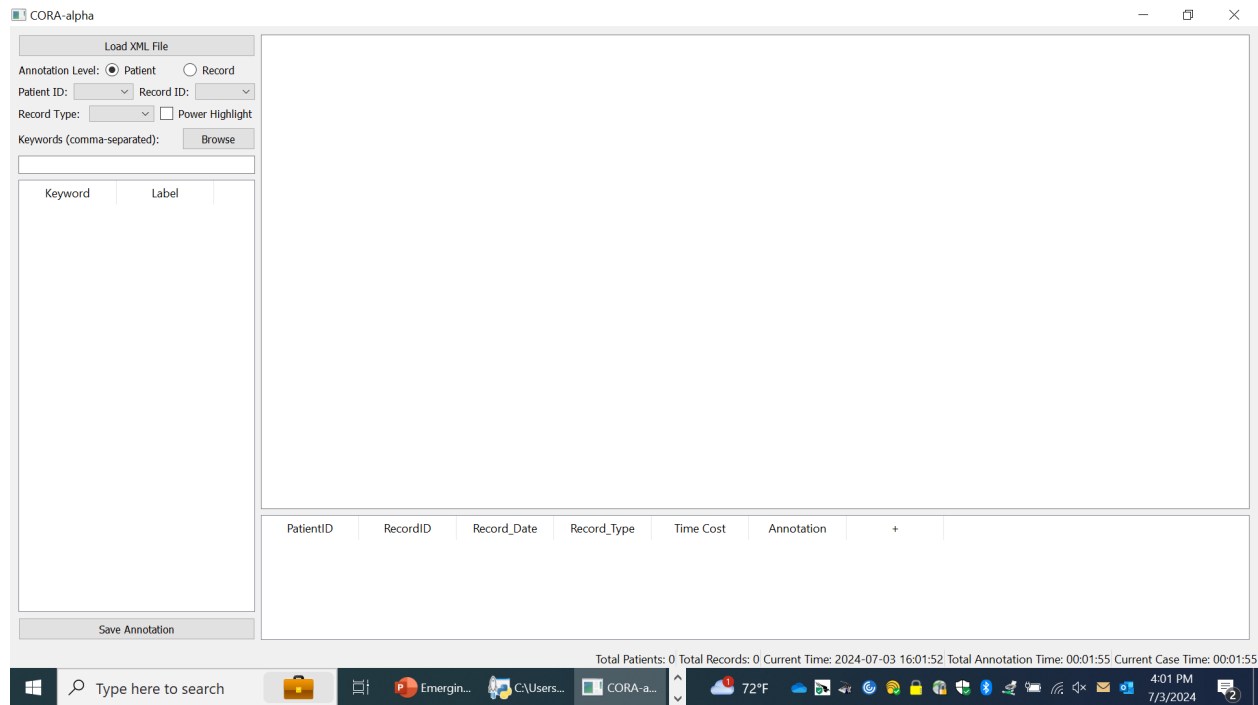 CORA-alpha
Load XML File
Annotation Level: Patient Record
Patient ID: Record ID:
Record Type: Power Highlight
Keywords (comma-separated): Browse
Keyword Label
PatientID RecordID Record_Date Record_Type Time Cost Annotation +
Save Annotation
Total Patients: 0 Total Records: 0 Current Time: 2024-07-03 16:01:52 Total Annotation Time: 00:01:55 Current Case Time: 00:01:55
Type here to search Emergin... C:\Users... CORA-a... 1 72°F 4:01 PM
7/3/2024 2